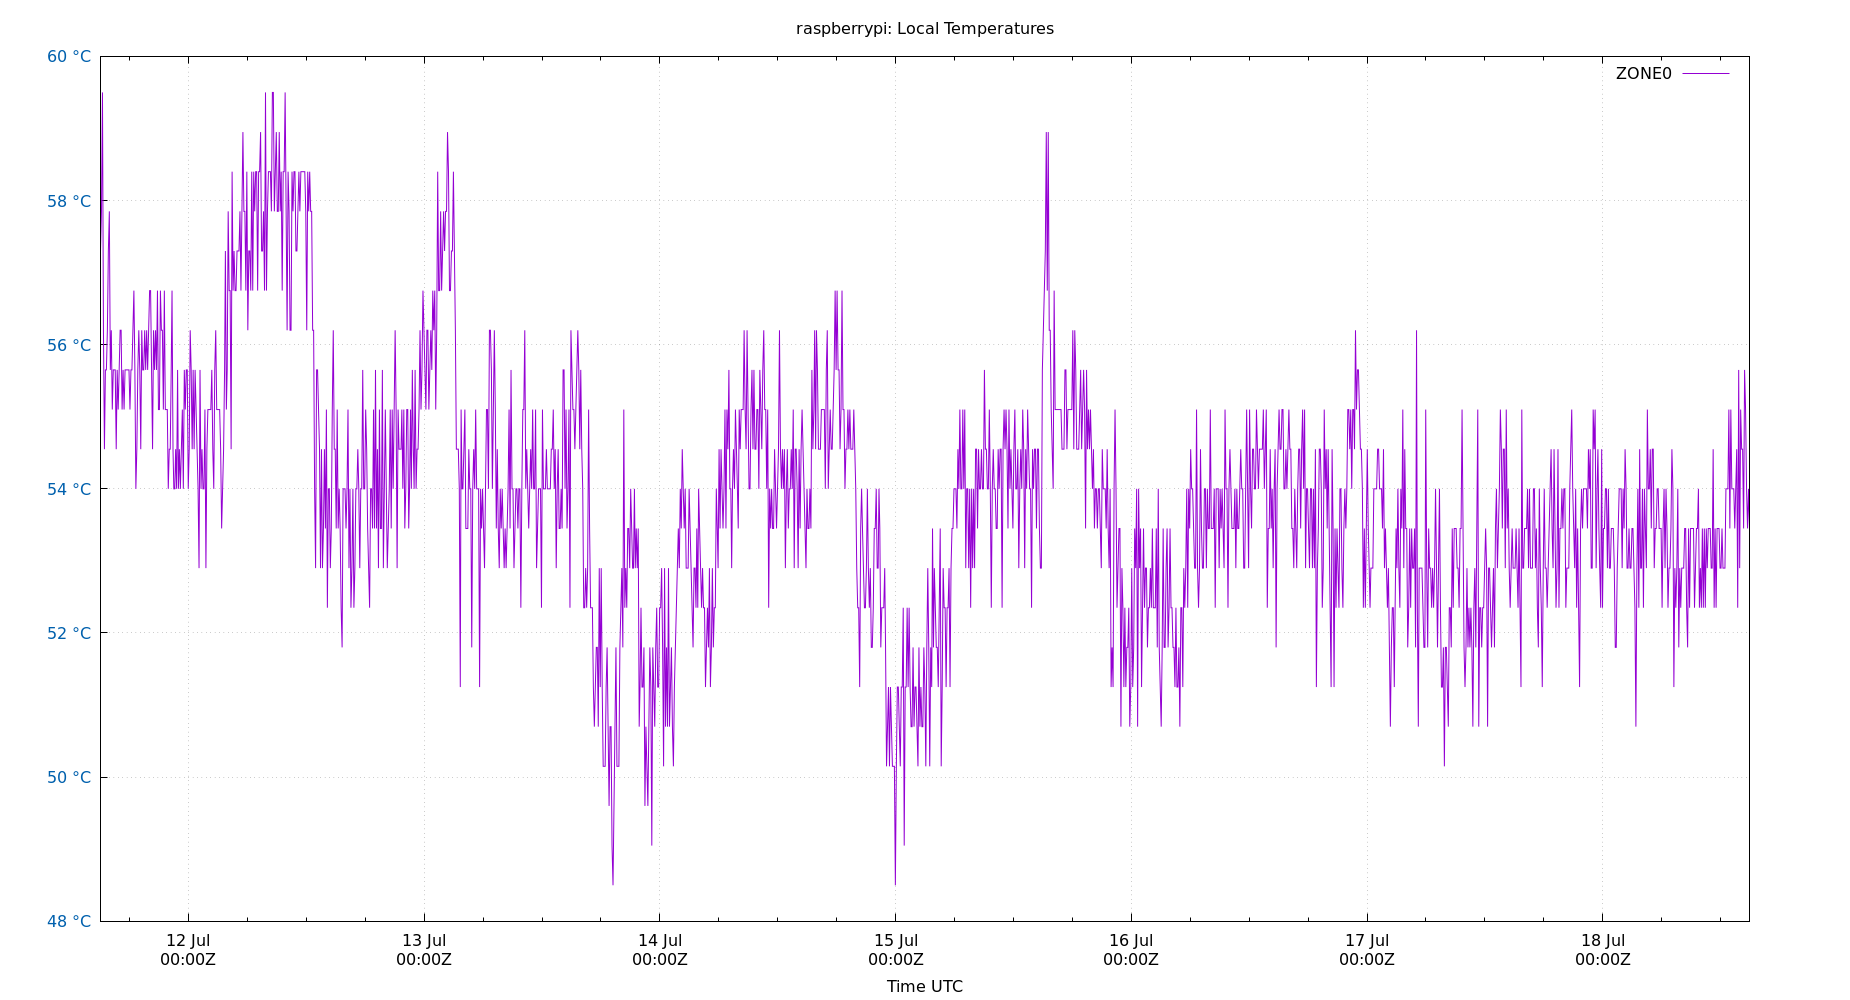 raspberrypi: Local Temperatures
60 °C
ZONE0
58 °C
56 °C
54 °C
52 °C
50 °C
48 °C
12 Jul 13 Jul 14 Jul 15 Jul 16 Jul 17 Jul 18 Jul
00:00Z 00:00Z 00:00Z 00:00Z 00:00Z 00:00Z 00:00Z
Time UTC